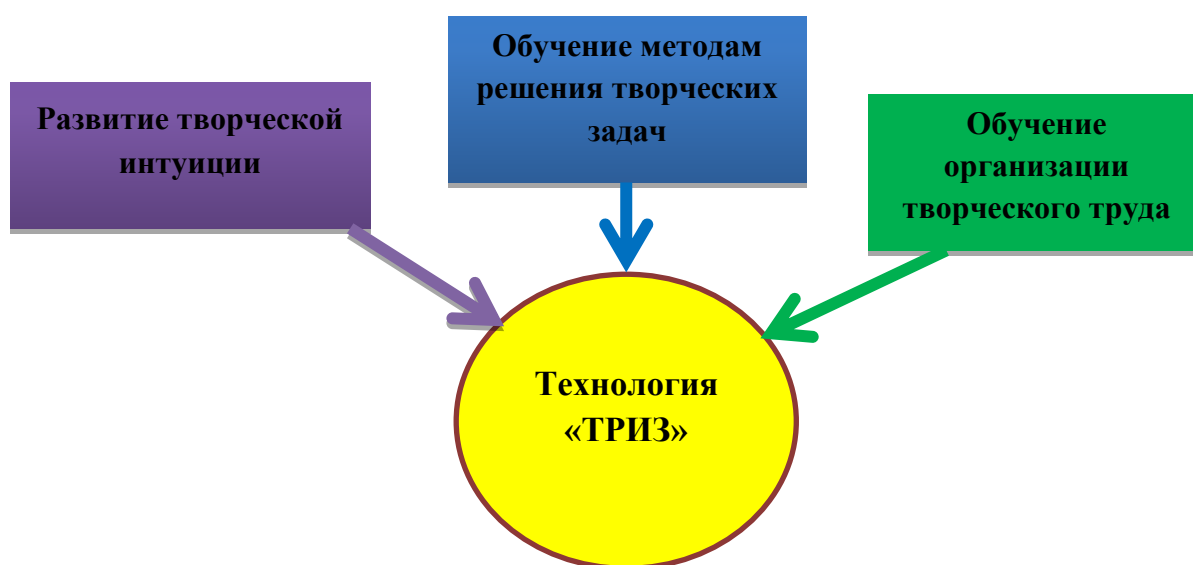 Развитие творческой
интуиции
Обучение методам
решения творческих
задач
Обучение
организации
творческого труда
Технология
«ТРИЗ»